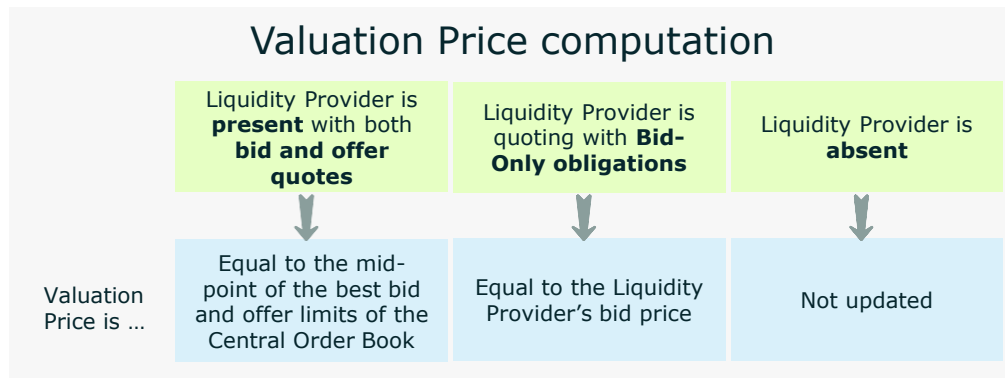 Valuation Price computation
Liquidity Provider is
present with both
bid and offer
quotes
Liquidity Provider is
quoting with Bid-
Only obligations
Liquidity Provider is
absent
Valuation
Price is …
Equal to the mid-
point of the best bid
and offer limits of the
Central Order Book
Equal to the Liquidity
Provider’s bid price
Not updated